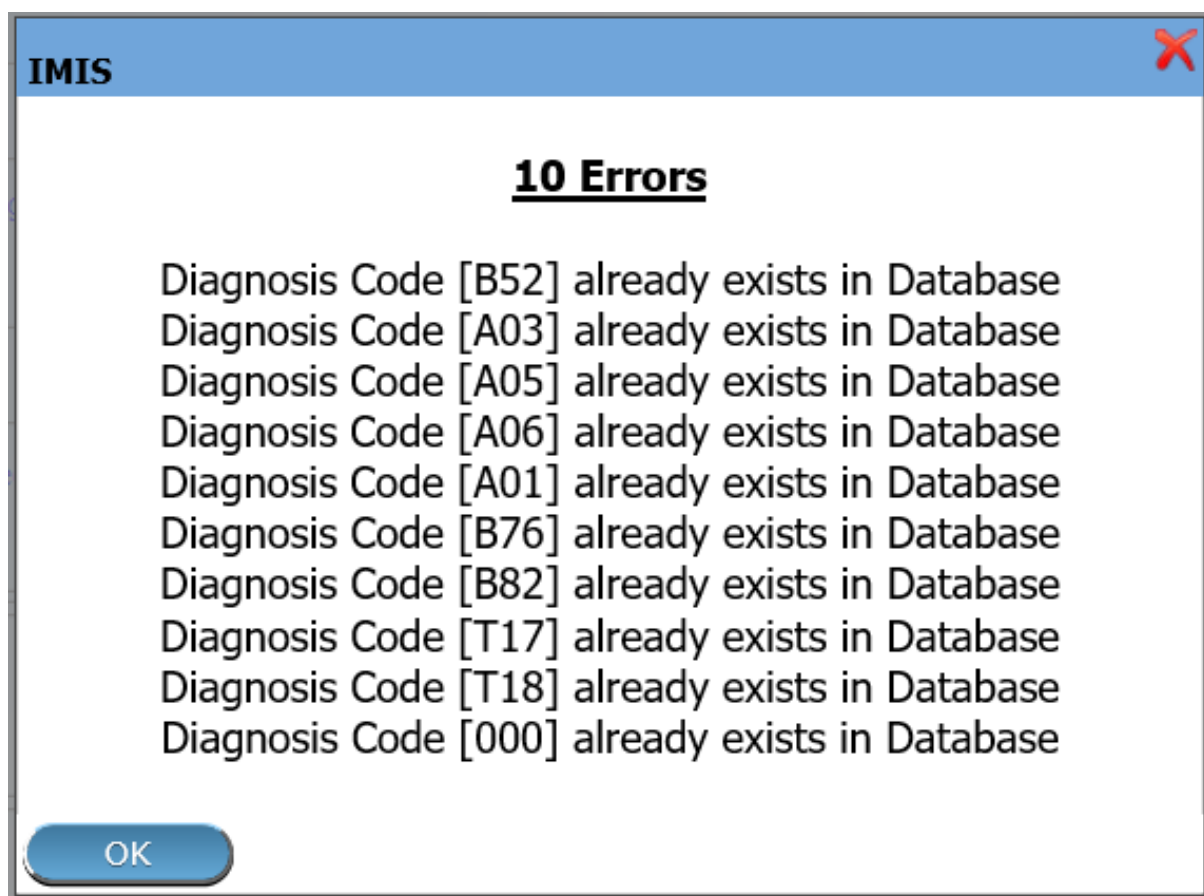 IMIS
10 Errors
Diagnosis Code [B52] already exists in Database
Diagnosis Code [A03] already exists in Database
Diagnosis Code [A05] already exists in Database
Diagnosis Code [A06] already exists in Database
Diagnosis Code [A01] already exists in Database
Diagnosis Code [B76] already exists in Database
Diagnosis Code [B82] already exists in Database
Diagnosis Code [T17] already exists in Database
Diagnosis Code [T18] already exists in Database
Diagnosis Code [000] already exists in Database
OK